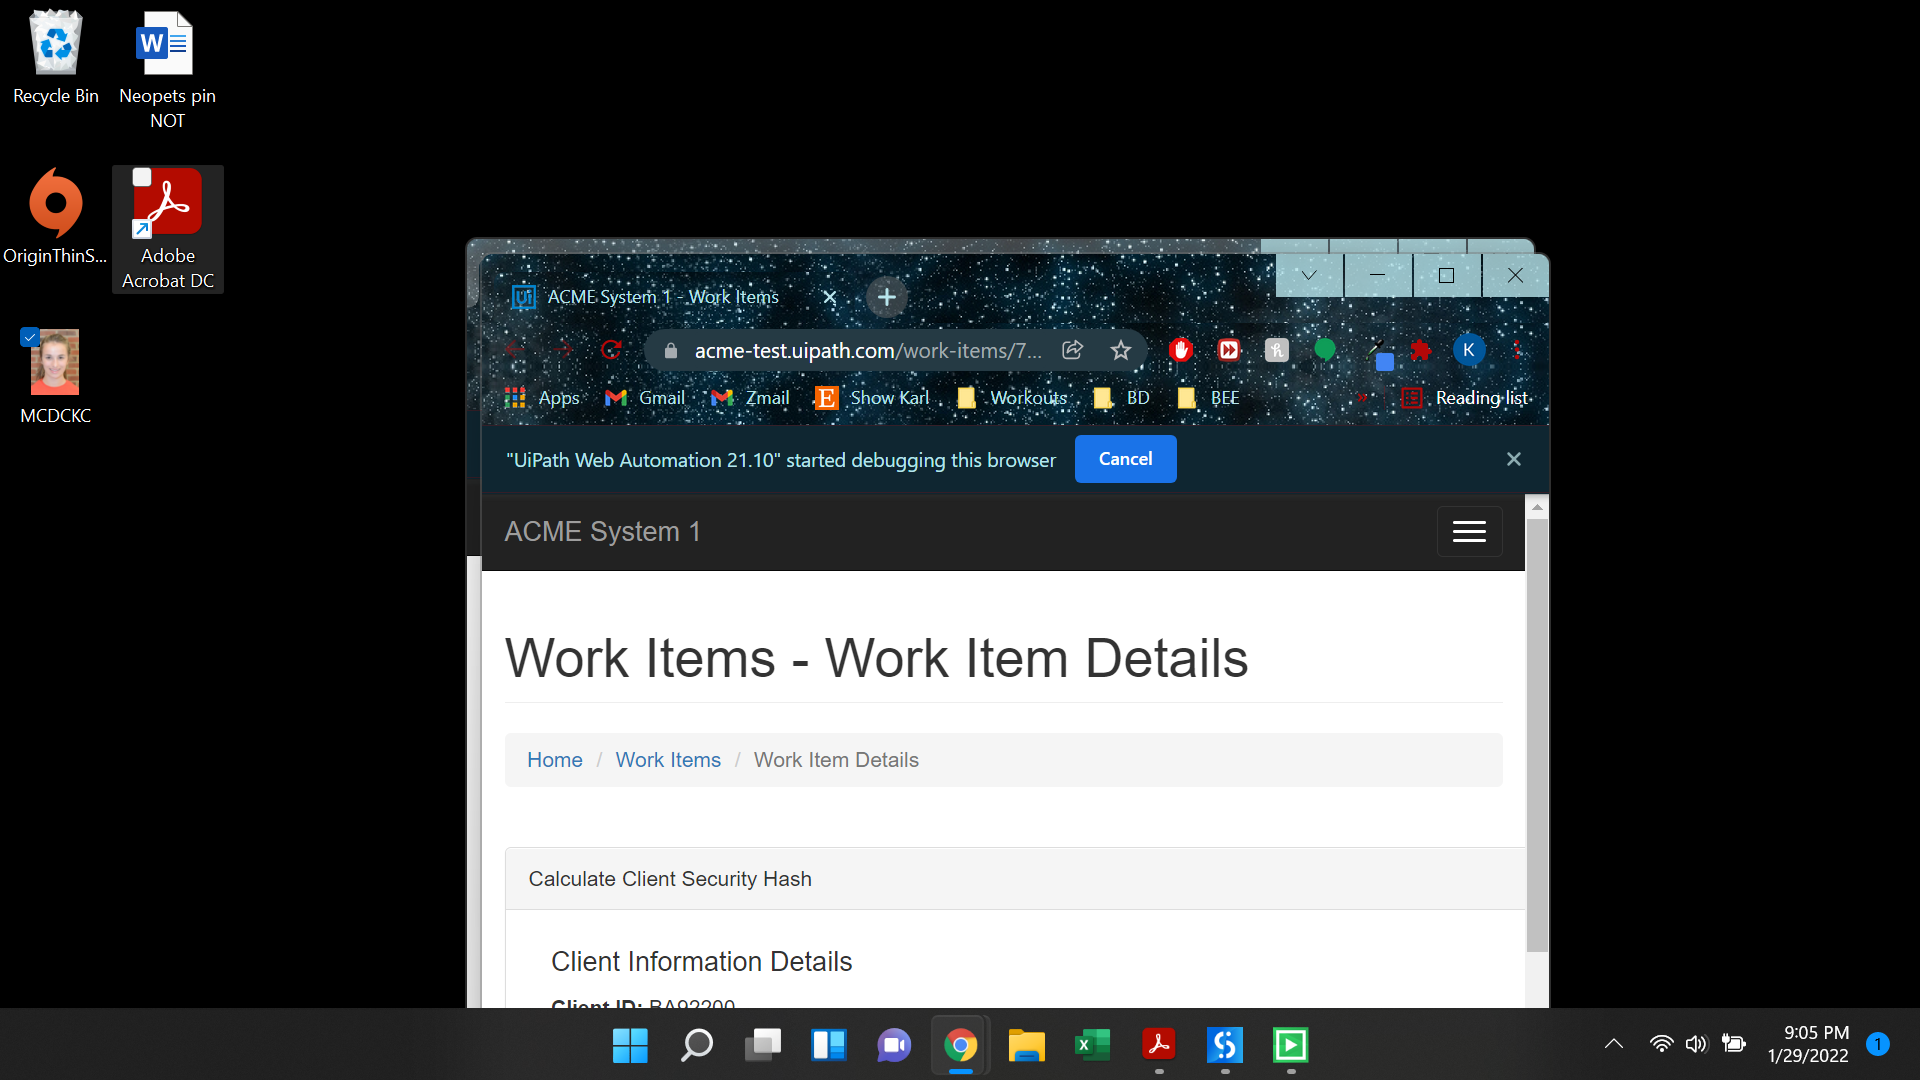 Recycle Bin
Neopets pin
NOT
OriginThinS...
Adobe
Acrobat DC
MCDCKC
ACME System 1 - Work Items
acme-test.uipath.com/work-items/7...
K
Apps
Gmail
Zmail
Show Karl
Workouts
BD
BEE
Reading list
"UiPath Web Automation 21.10" started debugging this browser
Cancel
ACME System 1
Work Items - Work Item Details
Home / Work Items / Work Item Details
Calculate Client Security Hash
Client Information Details
Client ID: BA92200
9:05 PM
1/29/2022
1